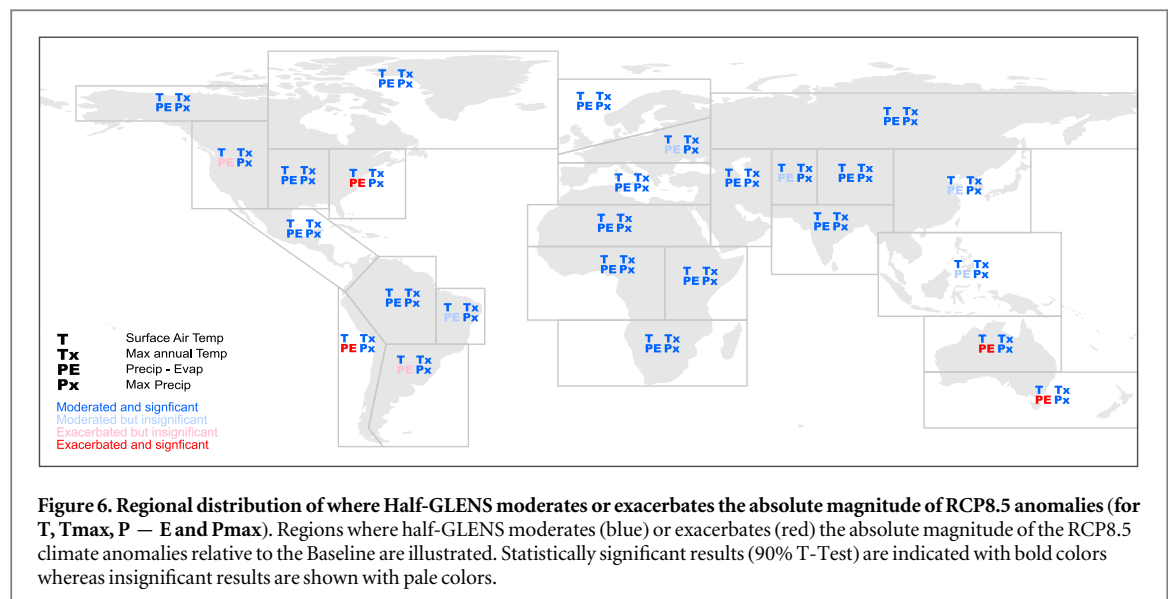 T Tx
PE Px
T Tx
PE Px
T Tx
PE Px
T Tx
PE Px
T Tx
PE Px
T Tx
PE Px
T Tx
PE Px
T Tx
PE Px
T Tx
PE Px
T Tx
PE Px
T Tx
PE Px
T Tx
PE Px
T Tx
PE Px
T Tx
PE Px
T Tx
PE Px
T Tx
PE Px
T Tx
PE Px
T Tx
PE Px
T Tx
PE Px
T Tx
PE Px
T Tx
PE Px
T Tx
PE Px
T Tx
PE Px
T Tx
PE Px
T Tx
PE Px
T Tx
PE Px
T Surface Air Temp
Tx Max annual Temp
PE Precip - Evap
Px Max Precip
Moderated and signficant
Moderated but insignificant
Exacerbated but insignificant
Exacerbated and signficant
Figure 6. Regional distribution of where Half-GLENS moderates or exacerbates the absolute magnitude of RCP8.5 anomalies (for
T, Tmax, P − E and Pmax). Regions where half-GLENS moderates (blue) or exacerbates (red) the absolute magnitude of the RCP8.5
climate anomalies relative to the Baseline are illustrated. Statistically significant results (90% T-Test) are indicated with bold colors
whereas insignificant results are shown with pale colors.